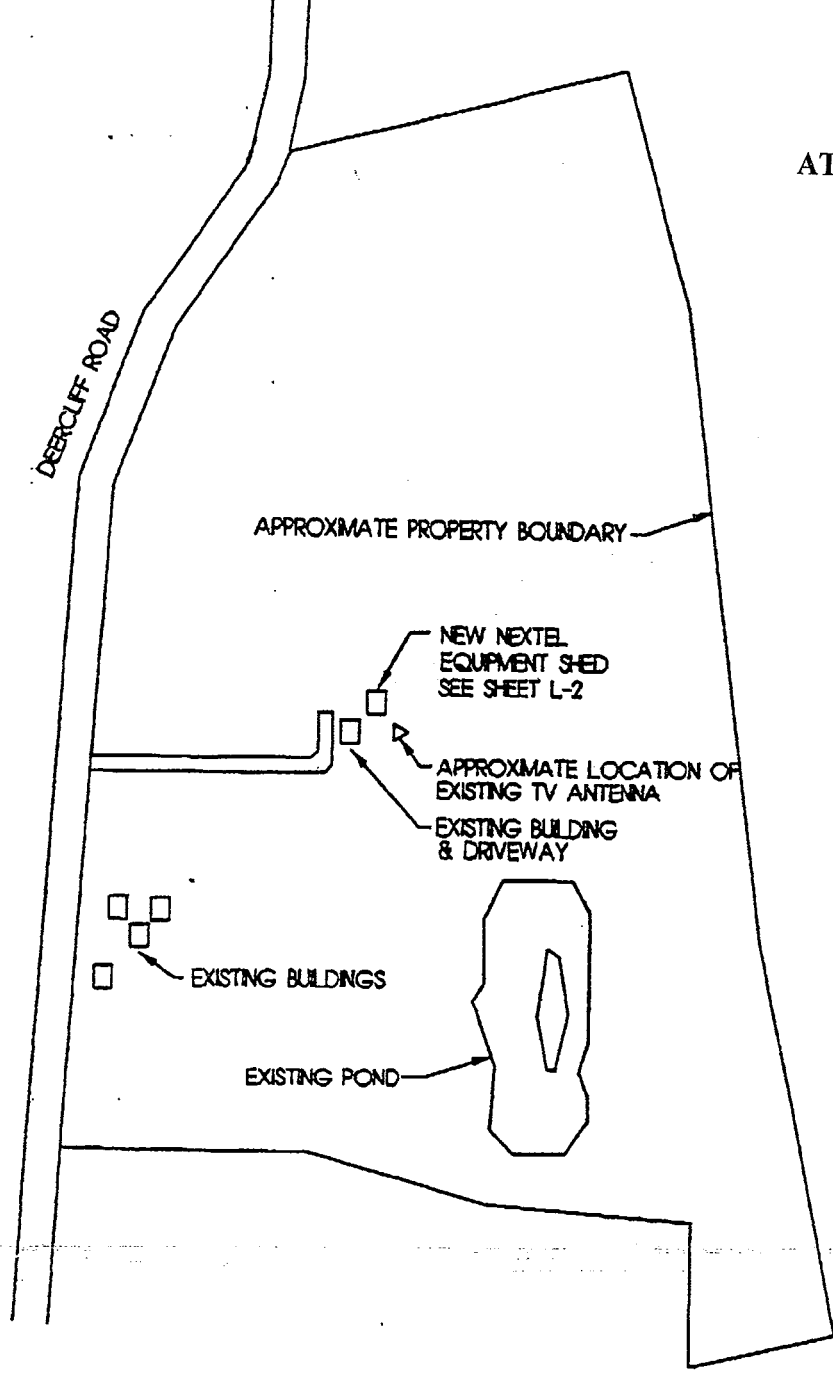 AT
DEERCLIFF ROAD
APPROXIMATE PROPERTY BOUNDARY
NEW NEXTEL
EQUIPMENT SHED
SEE SHEET L-2
APPROXIMATE LOCATION OF
EXISTING TV ANTENNA
EXISTING BUILDING
& DRIVEWAY
EXISTING BUILDINGS
EXISTING POND